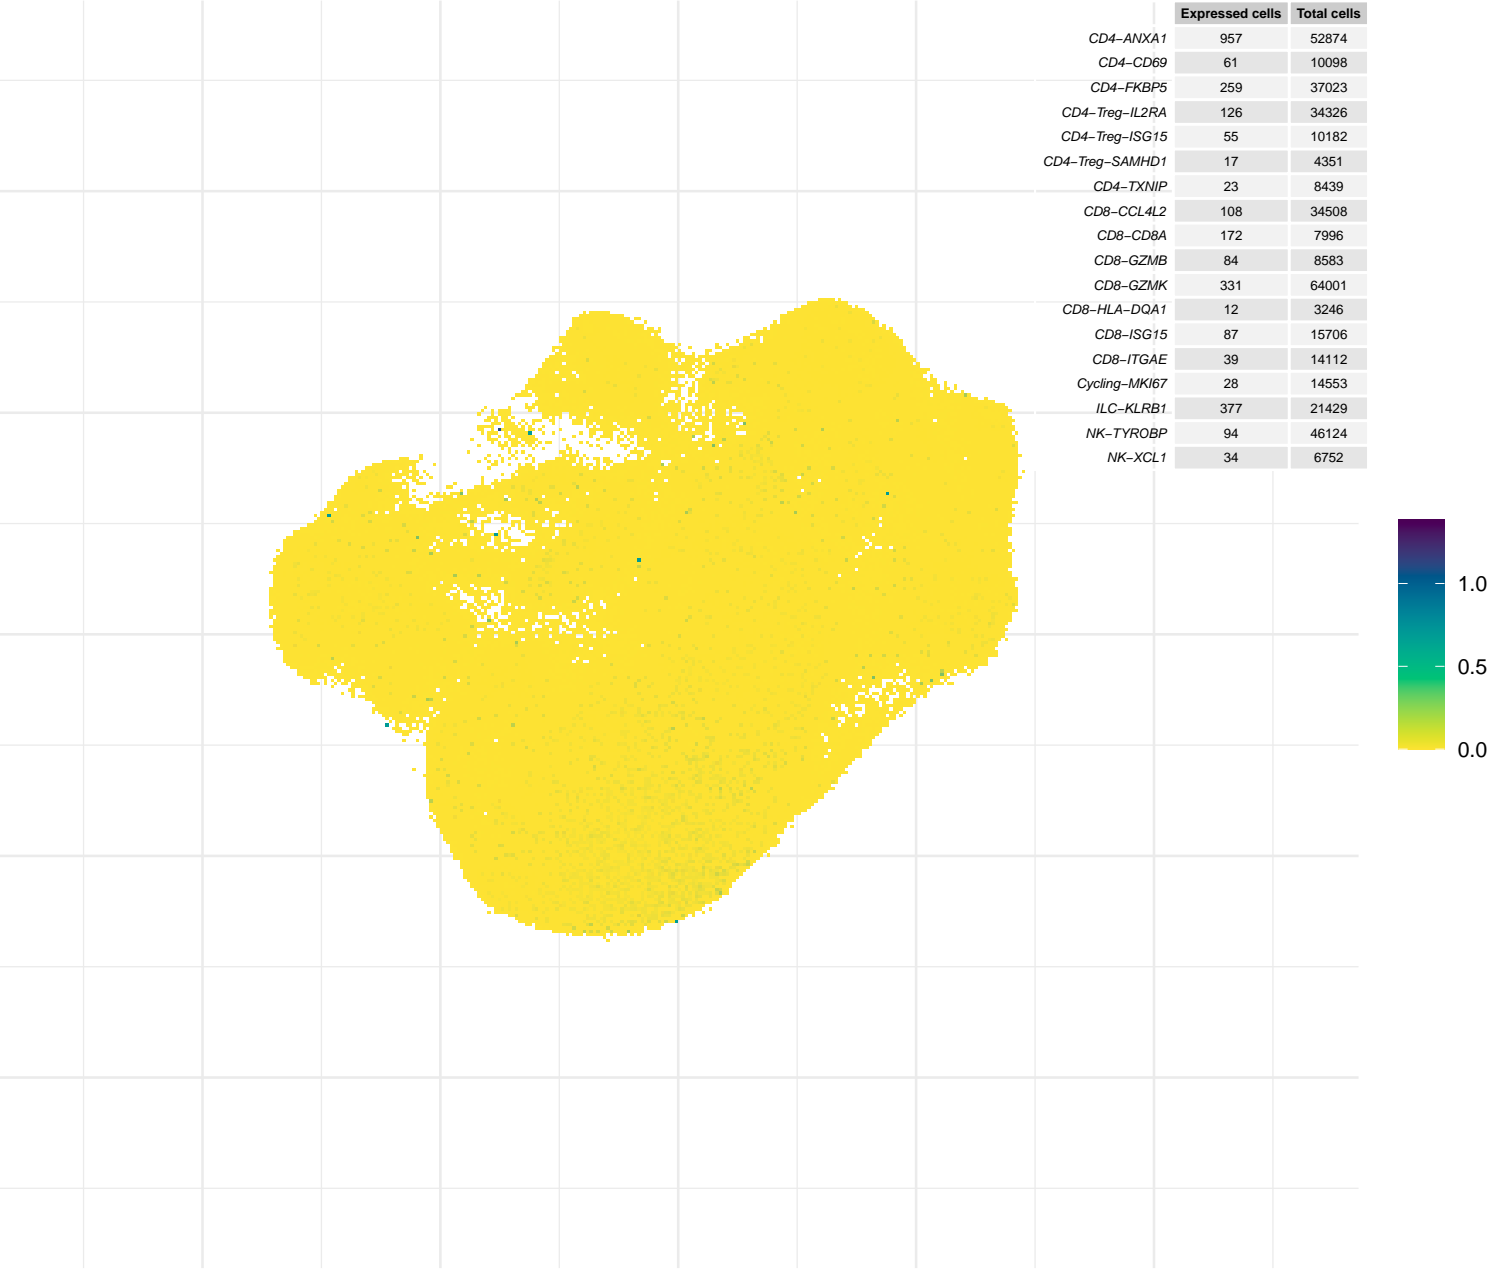 Expressed cells Total cells
CD4−ANXA1 957 52874
CD4−CD69 61 10098
CD4−FKBP5 259 37023
CD4−Treg−IL2RA 126 34326
CD4−Treg−ISG15 55 10182
CD4−Treg−SAMHD1 17 4351
CD4−TXNIP 23 8439
CD8−CCL4L2 108 34508
CD8−CD8A 172 7996
CD8−GZMB 84 8583
CD8−GZMK 331 64001
CD8−HLA−DQA1 12 3246
CD8−ISG15 87 15706
CD8−ITGAE 39 14112
Cycling−MKI67 28 14553
ILC−KLRB1 377 21429
NK−TYROBP 94 46124
NK−XCL1 34 6752
1.0
0.5
0.0